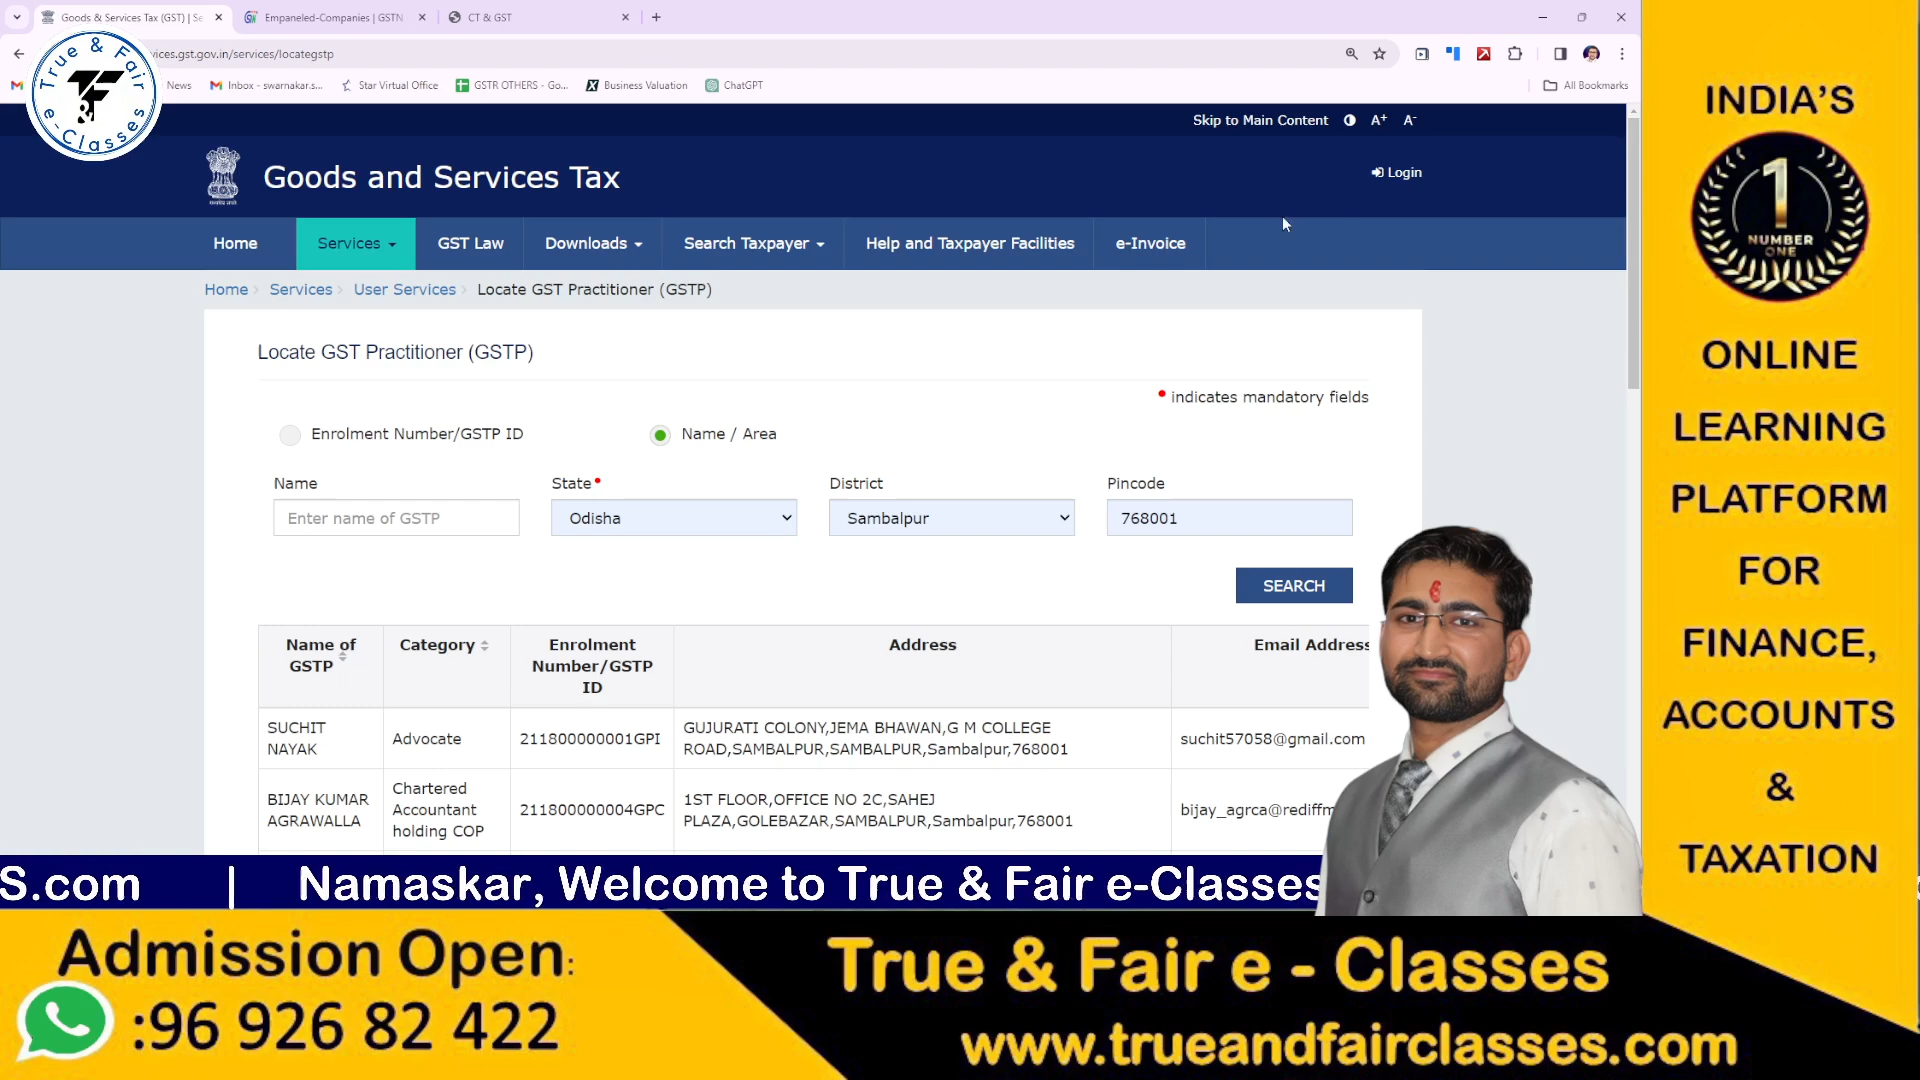 Goods & Services Tax (GST) | Se
Empaneled-Companies | GSTN
CT & GST
vices.gst.gov.in/services/locategstp
News
Inbox - swarnakar.s...
Star Virtual Office
GSTR OTHERS - Go...
Business Valuation
ChatGPT
All Bookmarks
True & Fair
T&F
e-Classes
Skip to Main Content
A+
A-
Goods and Services Tax
Login
Home
Services
GST Law
Downloads
Search Taxpayer
Help and Taxpayer Facilities
e-Invoice
Home > Services > User Services > Locate GST Practitioner (GSTP)
Locate GST Practitioner (GSTP)
• indicates mandatory fields
Enrolment Number/GSTP ID
Name / Area
Name
State•
District
Pincode
Enter name of GSTP
Odisha
Sambalpur
768001
SEARCH
Name of
GSTP
Category
Enrolment
Number/GSTP
ID
Address
Email Address
SUCHIT
NAYAK
Advocate
211800000001GPI
GUJURATI COLONY,JEMA BHAWAN,G M COLLEGE
ROAD,SAMBALPUR,SAMBALPUR,Sambalpur,768001
suchit57058@gmail.com
BIJAY KUMAR
AGRAWALLA
Chartered
Accountant
holding COP
211800000004GPC
1ST FLOOR,OFFICE NO 2C,SAHEJ
PLAZA,GOLEBAZAR,SAMBALPUR,Sambalpur,768001
bijay_agrca@rediffm
S.com | Namaskar, Welcome to True & Fair e-Classes
Admission Open:
:96 926 82 422
True & Fair e - Classes
www.trueandfairclasses.com
INDIA'S
1
NUMBER
ONE
ONLINE
LEARNING
PLATFORM
FOR
FINANCE,
ACCOUNTS
&
TAXATION